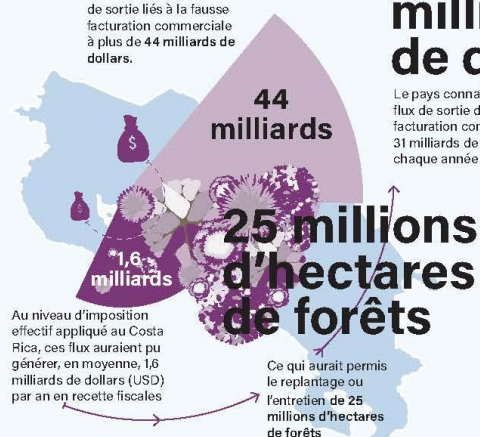 de sortie liés à la fausse
facturation commerciale
à plus de 44 milliards de
dollars.
44
milliards
de d
Le pays conna
flux de sortie d
facturation con
31 milliards de
chaque année
$
$
1,6
milliards
25 millions
d'hectares
de forêts
Au niveau d'imposition
effectif appliqué au Costa
Rica, ces flux auraient pu
générer, en moyenne, 1,6
milliards de dollars (USD)
par an en recette fiscales
Ce qui aurait permis
le replantage ou
l'entretien de 25
millions d'hectares
de forêts